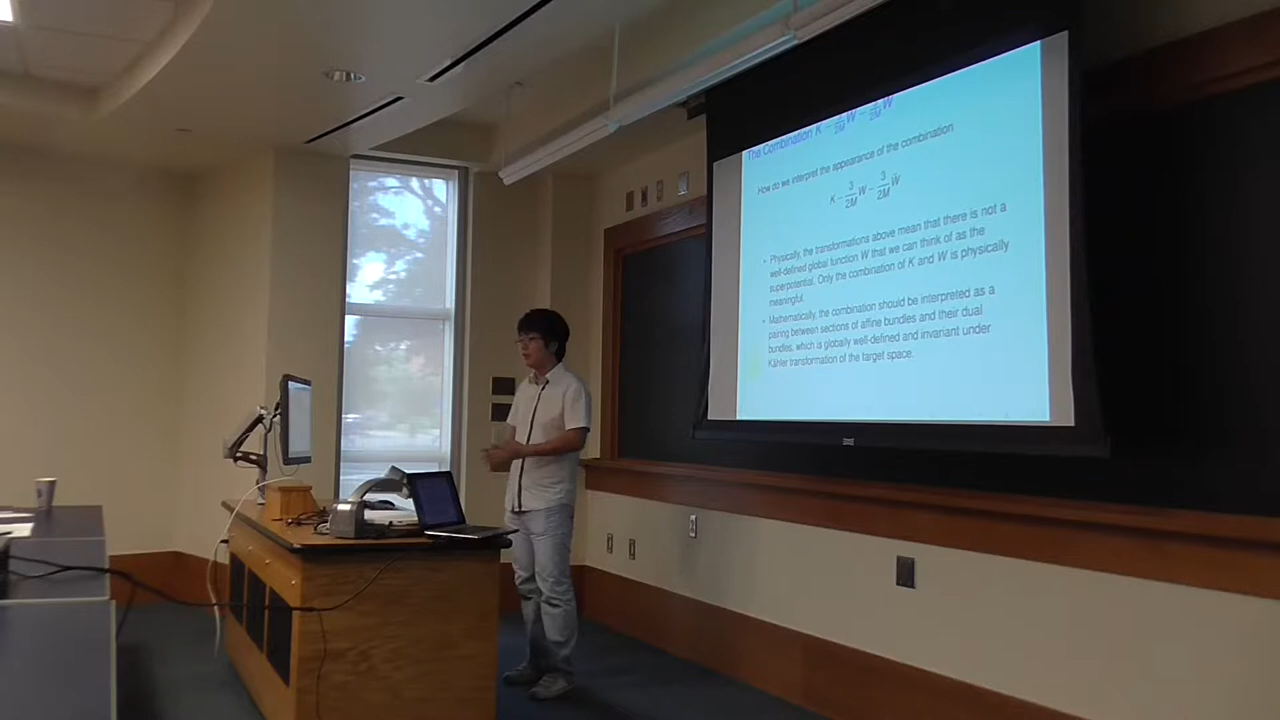 The Combination K − 3/2M W − 3/2M W̄
How do we interpret the appearance of the combination
K − 3/2M W − 3/2M W̄
• Physically, the transformations above mean that there is not a
well-defined global function W that we can think of as the
superpotential. Only the combination of K and W is physically
meaningful.
• Mathematically, the combination should be interpreted as a
pairing between sections of affine bundles and their dual
bundles, which is globally well-defined and invariant under
Kähler transformation of the target space.